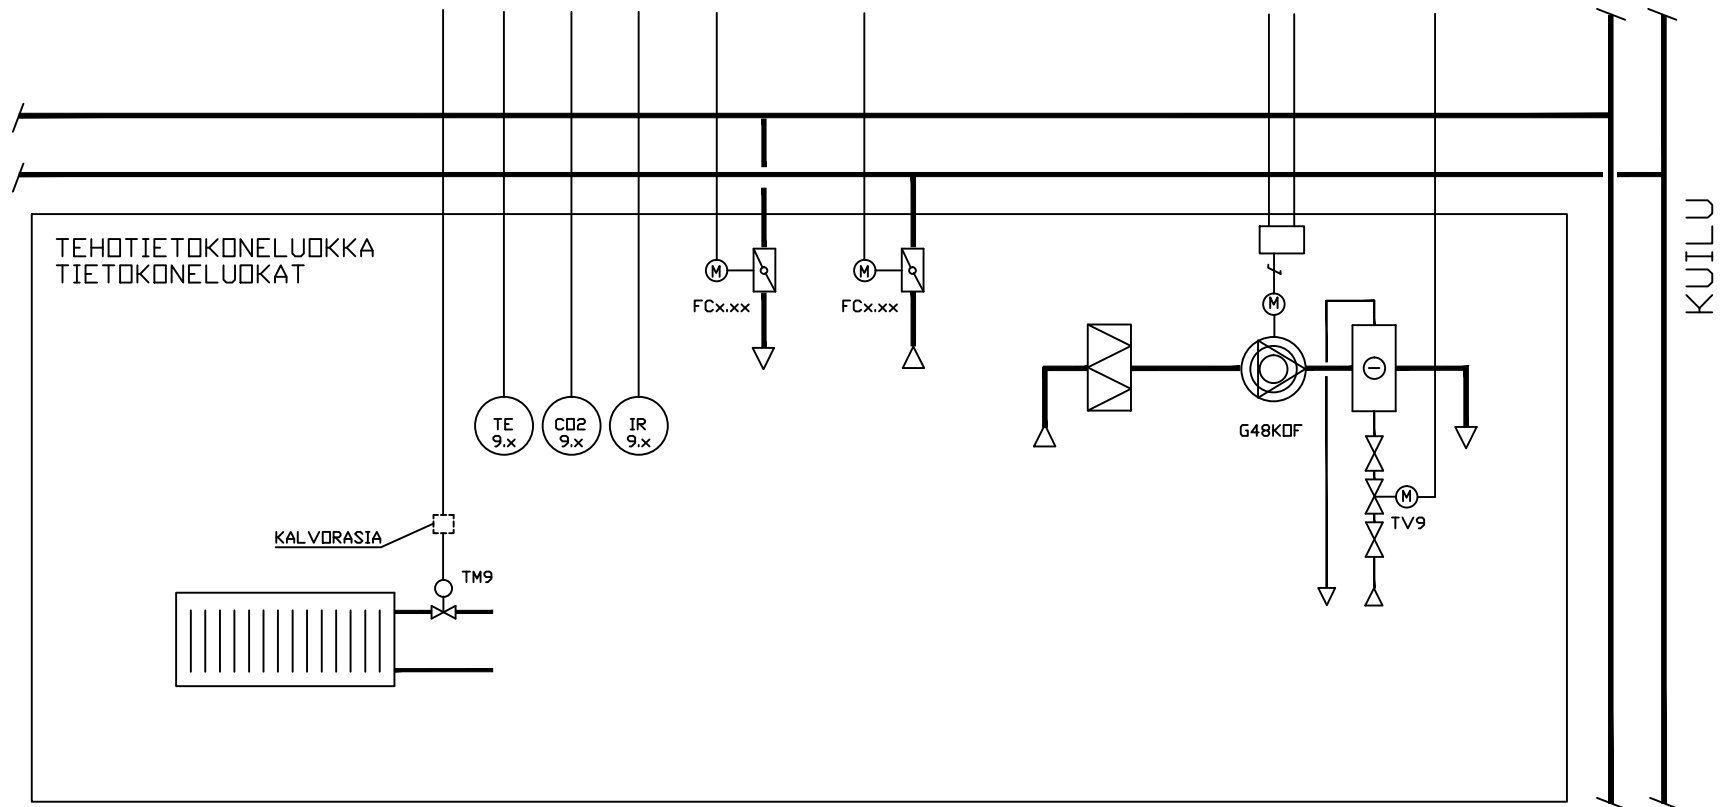 TEHOTIETOKONELUOKKA
TIETOKONELUOKAT
KUILU
M
M
FCx.xx
FCx.xx
M
G48KOF
TE
9.x
CO2
9.x
IR
9.x
M
TV9
KALVORASIA
TM9